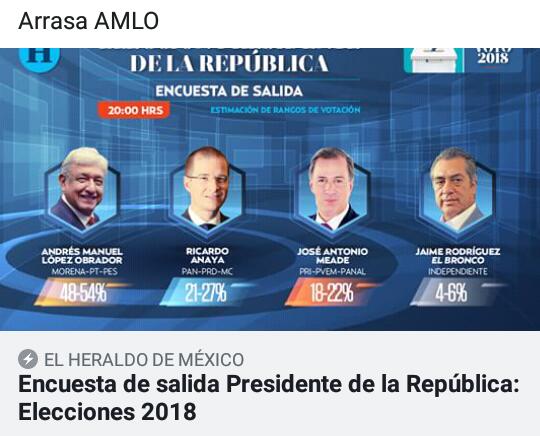 Arrasa AMLO
H
DE LA REPÚBLICA
VOTO
2018
ENCUESTA DE SALIDA
20:00 HRS
ESTIMACIÓN DE RANGOS DE VOTACIÓN
ANDRÉS MANUEL
LÓPEZ OBRADOR
MORENA-PT-PES
48-54%
RICARDO
ANAYA
PAN-PRD-MC
21-27%
JOSÉ ANTONIO
MEADE
PRI-PVEM-PANAL
18-22%
JAIME RODRÍGUEZ
EL BRONCO
INDEPENDIENTE
4-6%
EL HERALDO DE MÉXICO
Encuesta de salida Presidente de la República:
Elecciones 2018